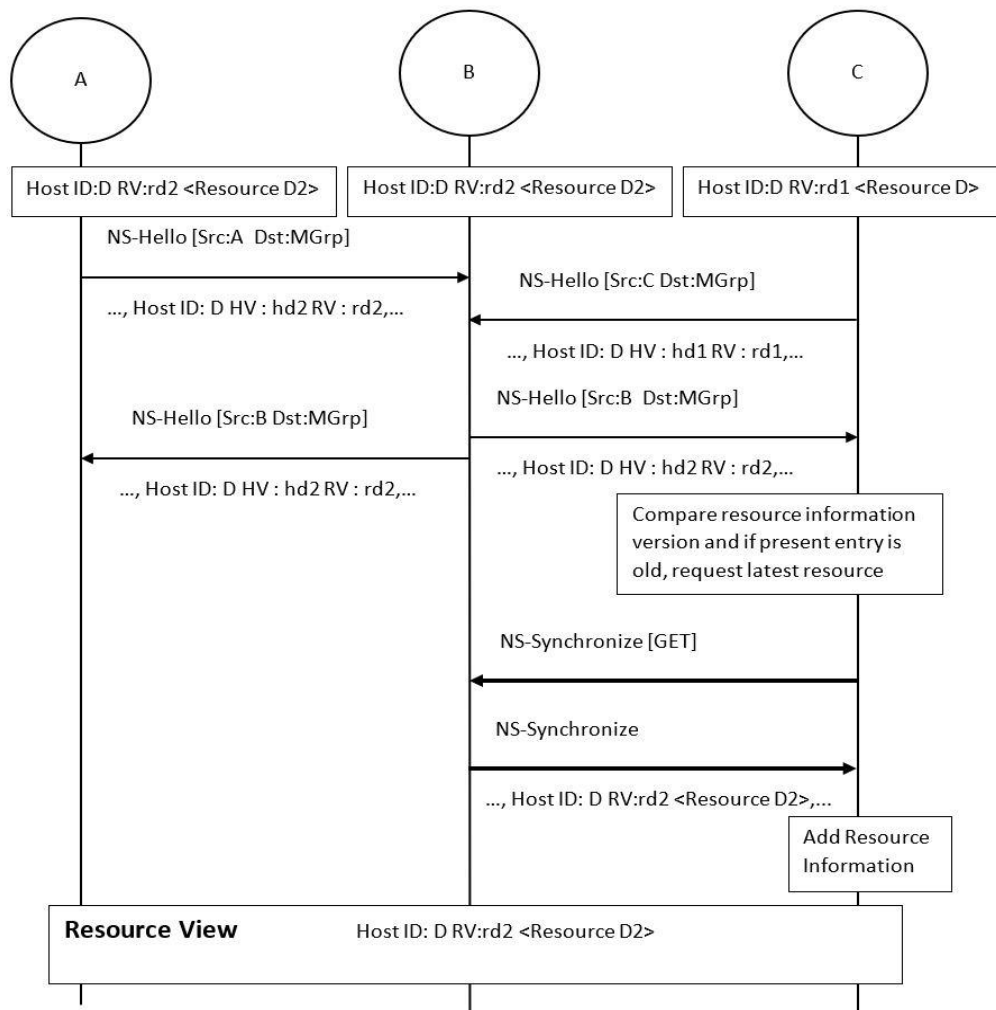 A
B
C
Host ID:D RV:rd2 <Resource D2>
Host ID:D RV:rd2 <Resource D2>
Host ID:D RV:rd1 <Resource D>
NS-Hello [Src:A  Dst:MGrp]
..., Host ID: D HV : hd2 RV : rd2,...
NS-Hello [Src:C Dst:MGrp]
..., Host ID: D HV : hd1 RV : rd1,...
NS-Hello [Src:B  Dst:MGrp]
..., Host ID: D HV : hd2 RV : rd2,...
NS-Hello [Src:B Dst:MGrp]
..., Host ID: D HV : hd2 RV : rd2,...
Compare resource information
version and if present entry is
old, request latest resource
NS-Synchronize [GET]
NS-Synchronize
..., Host ID: D RV:rd2 <Resource D2>,...
Add Resource
Information
Resource View
Host ID: D RV:rd2 <Resource D2>